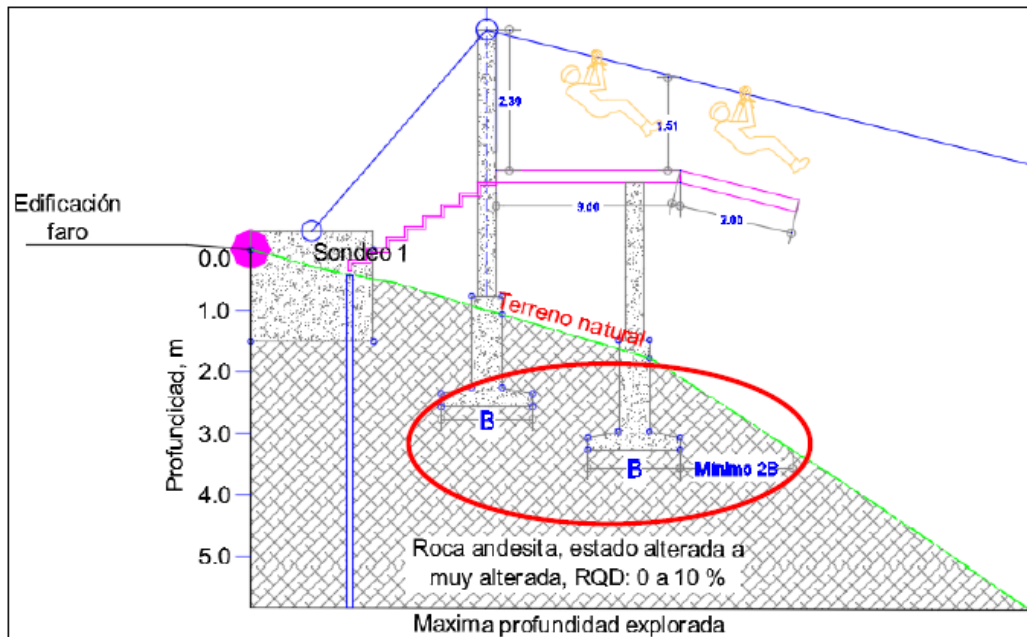 2.30
1.51
3.00
2.00
Edificación
faro
Sondeo 1
Terreno natural
0.0
1.0
2.0
3.0
4.0
5.0
Profundidad, m
B
B
Mínimo 2B
Roca andesita, estado alterada a
muy alterada, RQD: 0 a 10 %
Maxima profundidad explorada